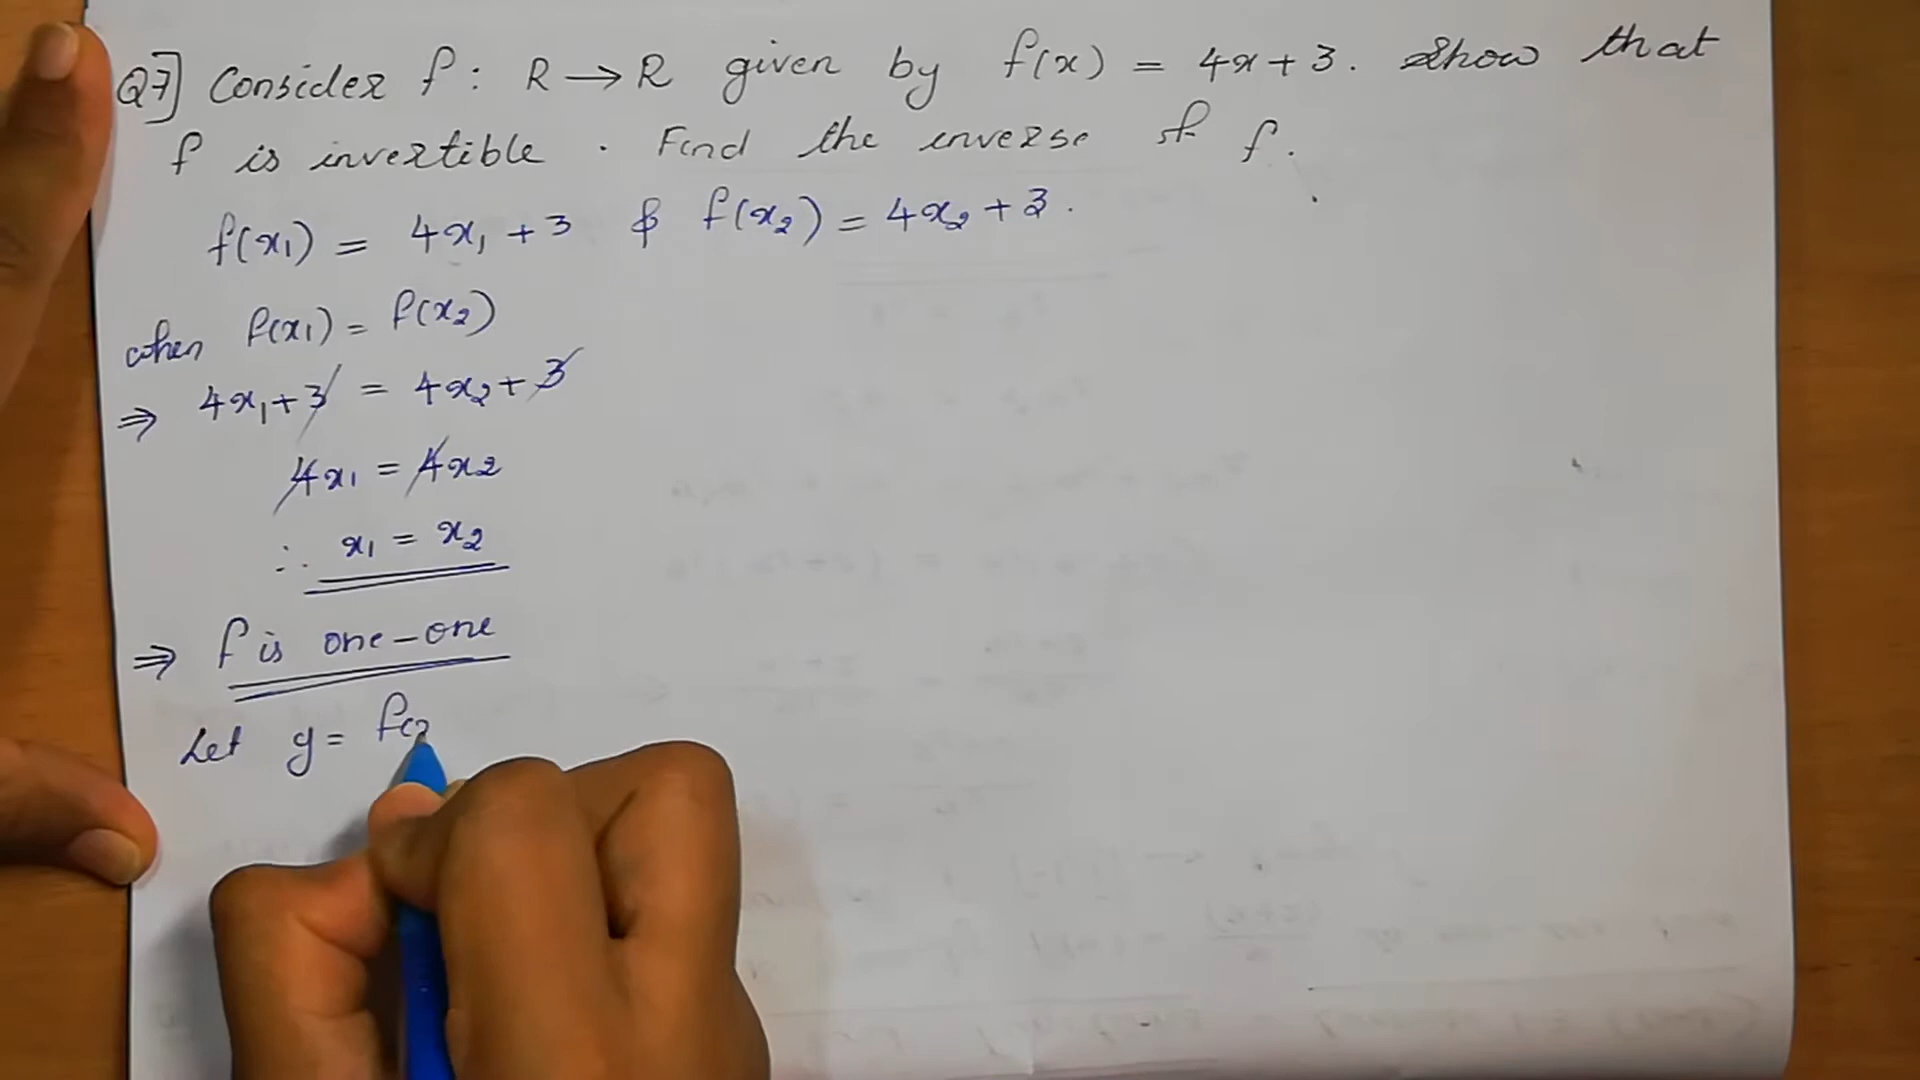 Q7] Consider f : R → R given by f(x) = 4x + 3. Show that
f is invertible. Find the inverse of f.
f(x₁) = 4x₁ + 3 & f(x₂) = 4x₂ + 3.
when f(x₁) = f(x₂)
⇒ 4x₁ + 3 = 4x₂ + 3
4x₁ = 4x₂
∴ x₁ = x₂
⇒ f is one-one
Let y = f(